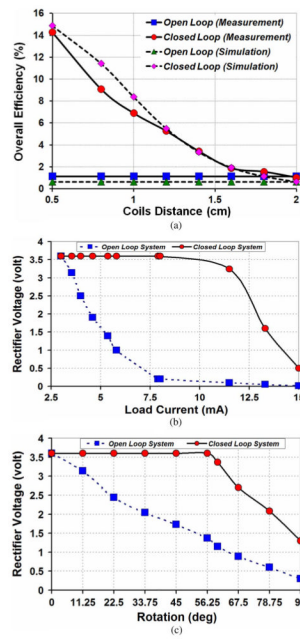 16
14
12
10
8
6
4
2
0
Overall Efficiency (%)
Open Loop (Measurement)
Closed Loop (Measurement)
Open Loop (Simulation)
Closed Loop (Simulation)
0.5 1 1.5 2
Coils Distance (cm)
(a)
Open Loop System Closed Loop System
4
3.5
3
2.5
2
1.5
1
0.5
0
Rectifier Voltage (volt)
2.5 5 7.5 10 12.5 15
Load Current (mA)
(b)
Open Loop System Closed Loop System
4
3.5
3
2.5
2
1.5
1
0.5
0
Rectifier Voltage (volt)
0 11.25 22.5 33.75 45 56.25 67.5 78.75
Rotation (deg)
(c)